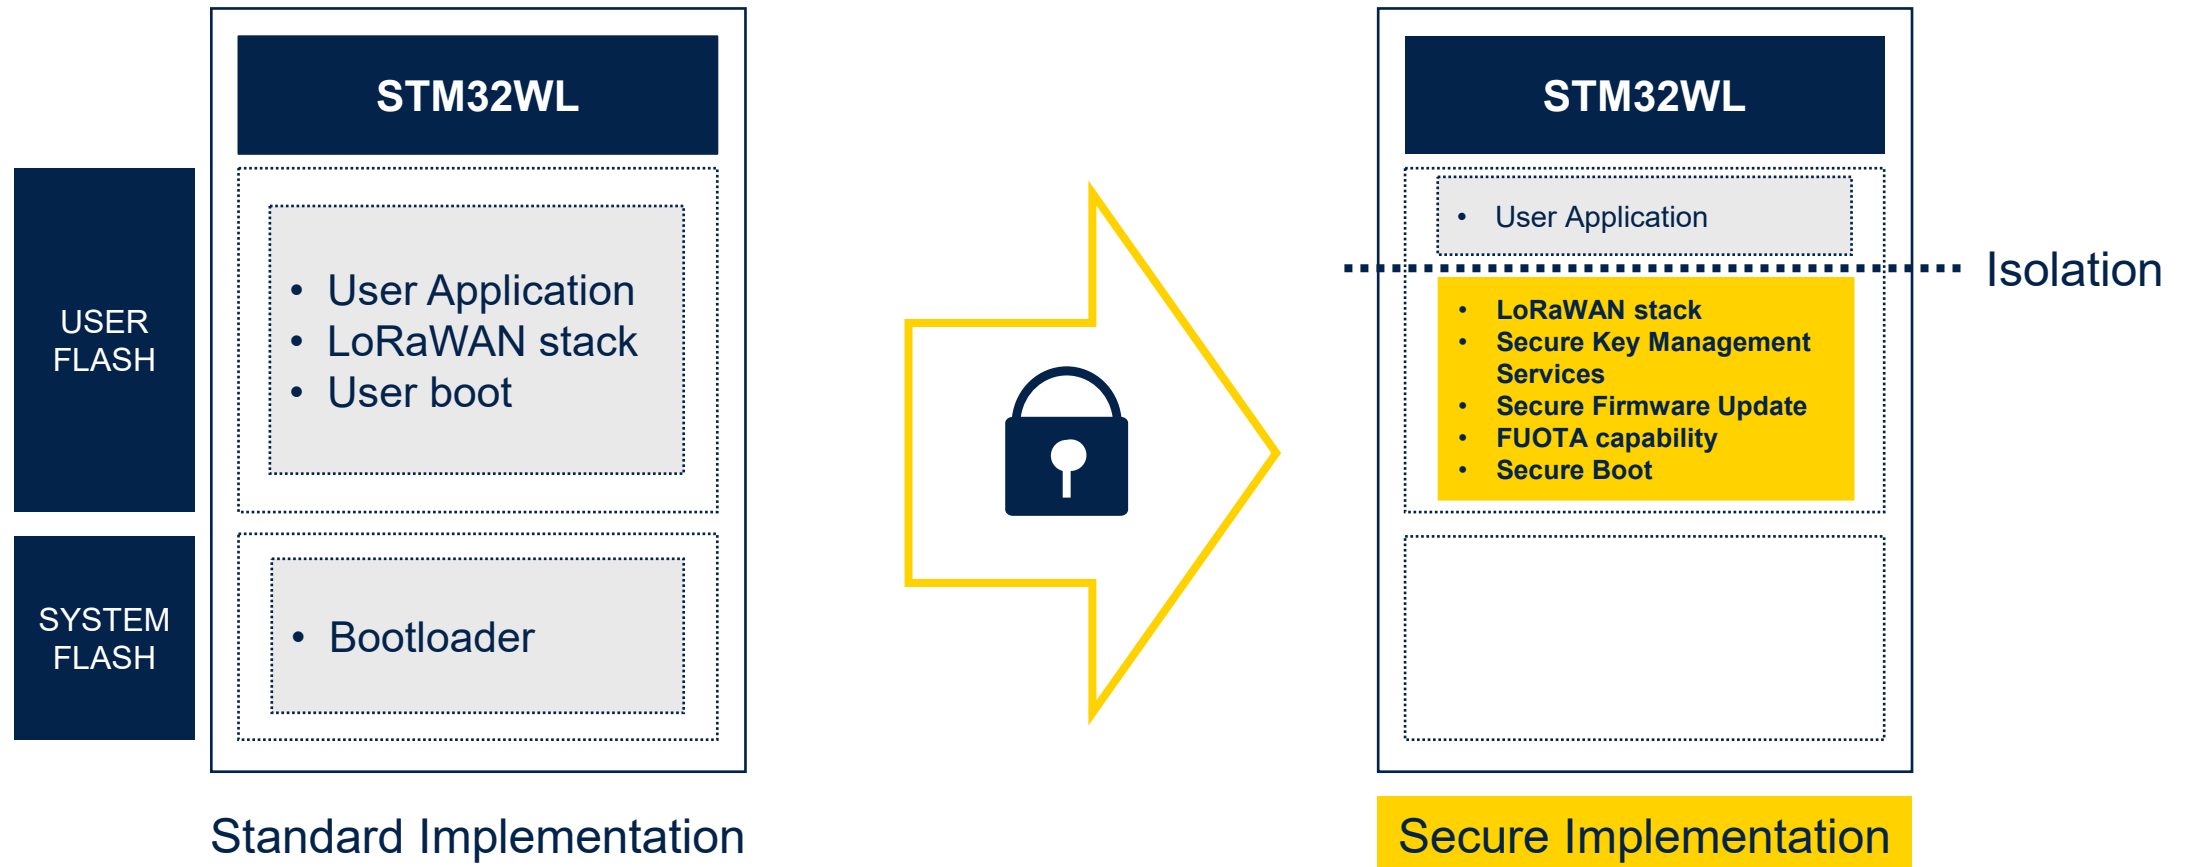 STM32WL
USER
FLASH
• User Application
• LoRaWAN stack
• User boot
SYSTEM
FLASH
• Bootloader
Standard Implementation
STM32WL
• User Application
Isolation
• LoRaWAN stack
• Secure Key Management
Services
• Secure Firmware Update
• FUOTA capability
• Secure Boot
Secure Implementation